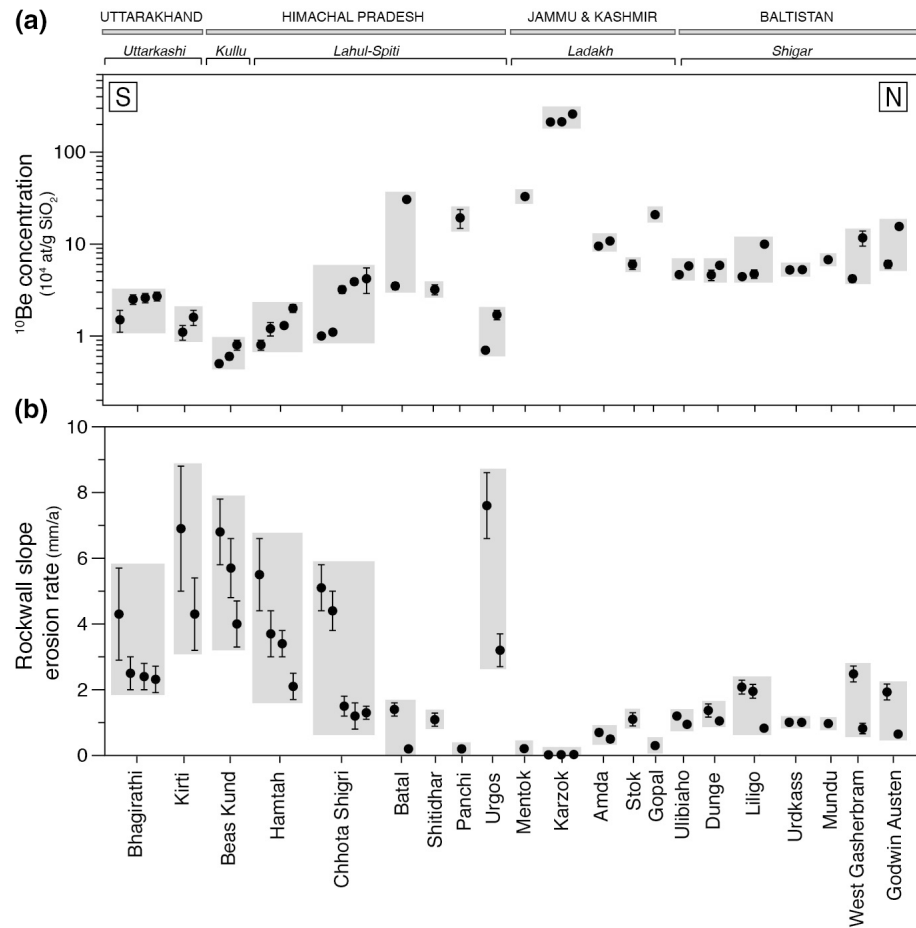 (a)
UTTARAKHAND HIMACHAL PRADESH JAMMU & KASHMIR BALTISTAN
Uttarkashi Kullu Lahul-Spiti Ladakh Shigar
S N
¹⁰Be concentration
(10⁴ at/g SiO₂)
100
10
1
(b)
Rockwall slope
erosion rate (mm/a)
10
8
6
4
2
0
Bhagirathi
Kirti
Beas Kund
Hamtah
Chhota Shigri
Batal
Shitidhar
Panchi
Urgos
Mentok
Karzok
Amda
Stok
Gopal
Ulibiaho
Dunge
Liligo
Urdkass
Mundu
West Gasherbram
Godwin Austen